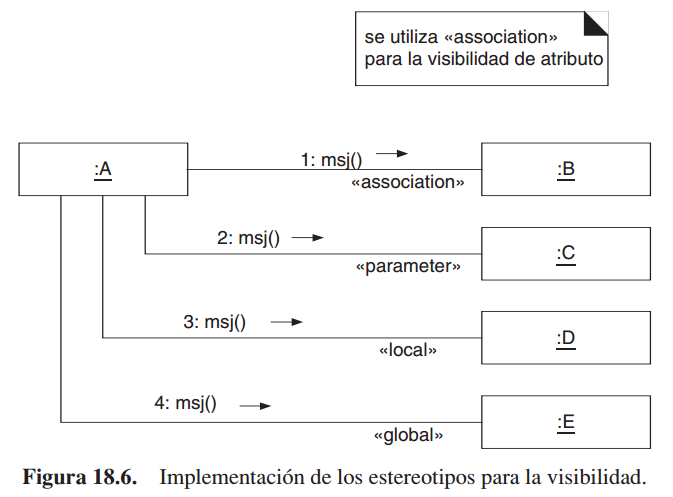 se utiliza «association»
para la visibilidad de atributo
:A
1: msj()
«association»
:B
2: msj()
«parameter»
:C
3: msj()
«local»
:D
4: msj()
«global»
:E
Figura 18.6. Implementación de los estereotipos para la visibilidad.